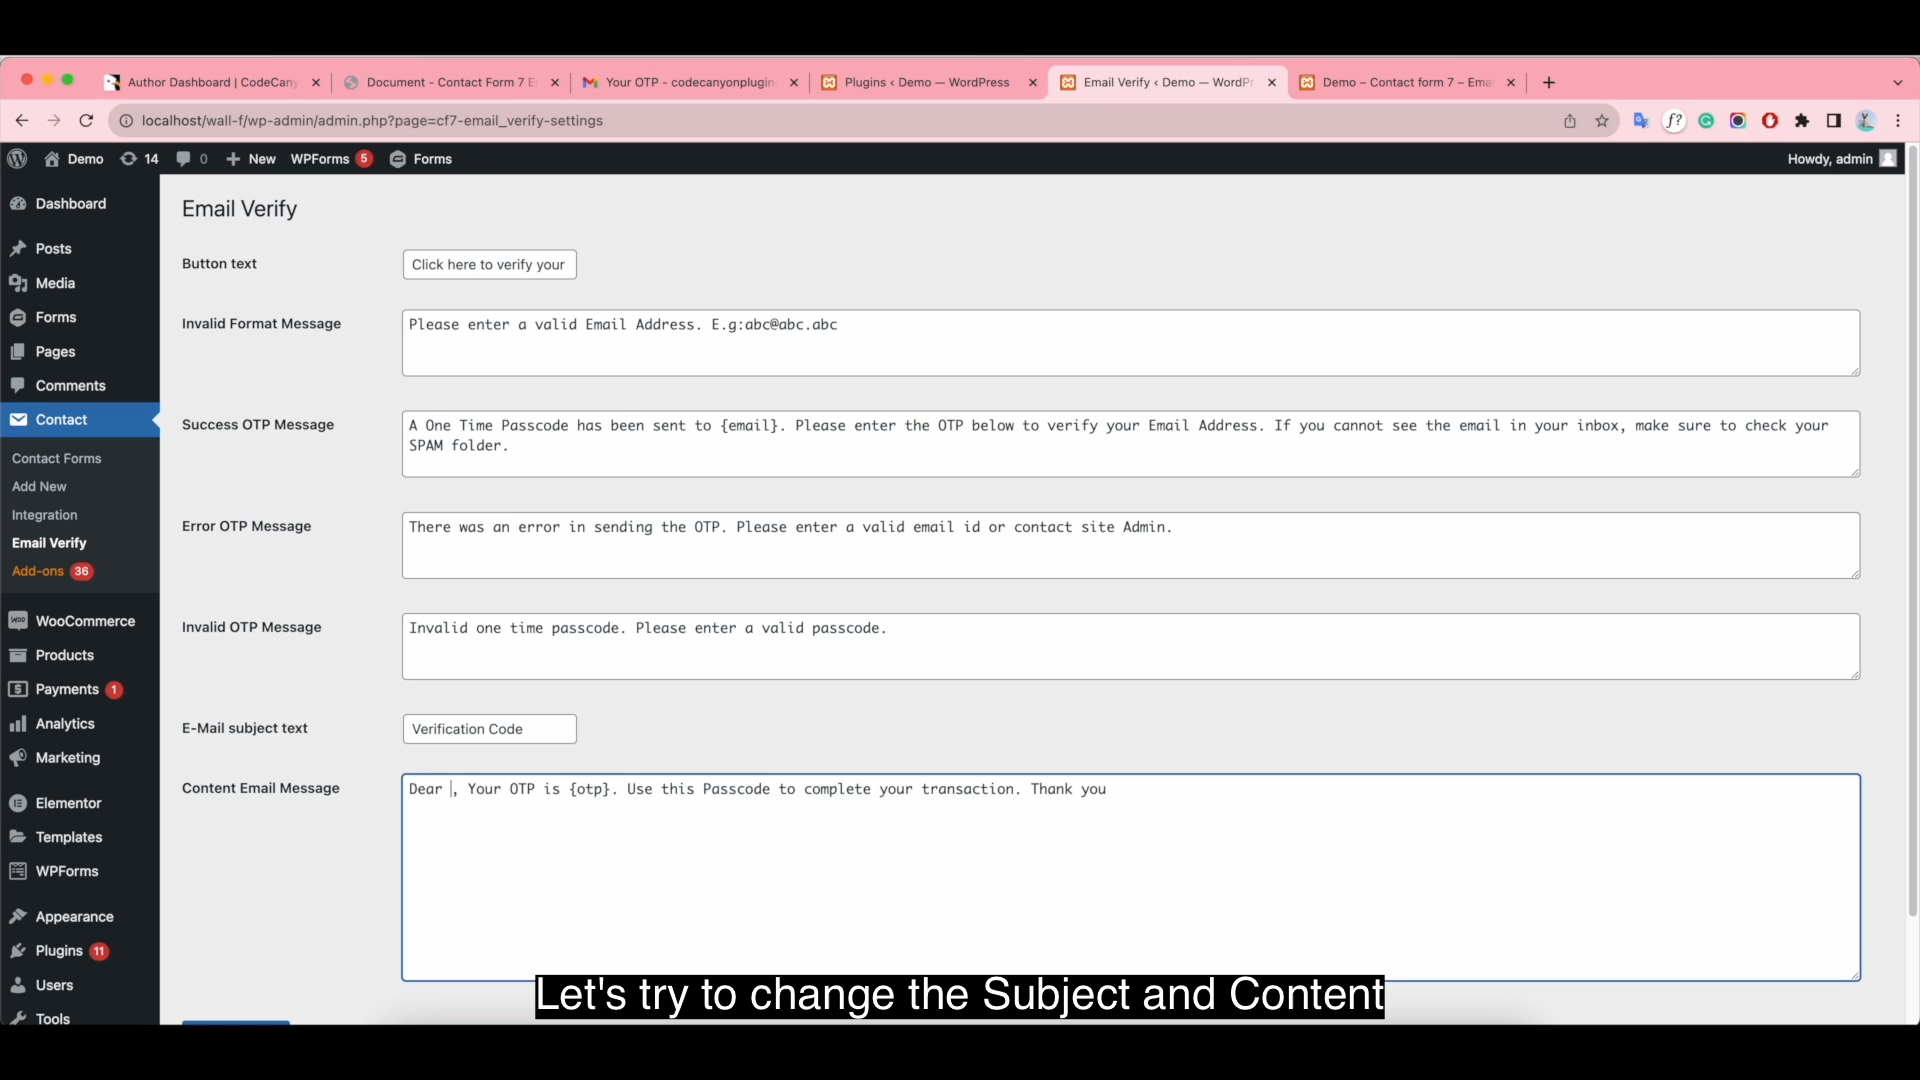 Author Dashboard | CodeCany
Document - Contact Form 7 E
Your OTP - codecanyonplugin
Plugins ‹ Demo — WordPress
Email Verify ‹ Demo — WordPr
Demo – Contact form 7 – Ema
localhost/wall-f/wp-admin/admin.php?page=cf7-email_verify-settings
f?
Demo
14
0
New
WPForms 5
Forms
Howdy, admin
Dashboard
Posts
Media
Forms
Pages
Comments
Contact
Contact Forms
Add New
Integration
Email Verify
Add-ons 36
WooCommerce
Products
Payments 1
Analytics
Marketing
Elementor
Templates
WPForms
Appearance
Plugins 11
Users
Tools
Email Verify
Button text
Click here to verify your
Invalid Format Message
Please enter a valid Email Address. E.g:abc@abc.abc
Success OTP Message
A One Time Passcode has been sent to {email}. Please enter the OTP below to verify your Email Address. If you cannot see the email in your inbox, make sure to check your
SPAM folder.
Error OTP Message
There was an error in sending the OTP. Please enter a valid email id or contact site Admin.
Invalid OTP Message
Invalid one time passcode. Please enter a valid passcode.
E-Mail subject text
Verification Code
Content Email Message
Dear , Your OTP is {otp}. Use this Passcode to complete your transaction. Thank you
Let's try to change the Subject and Content